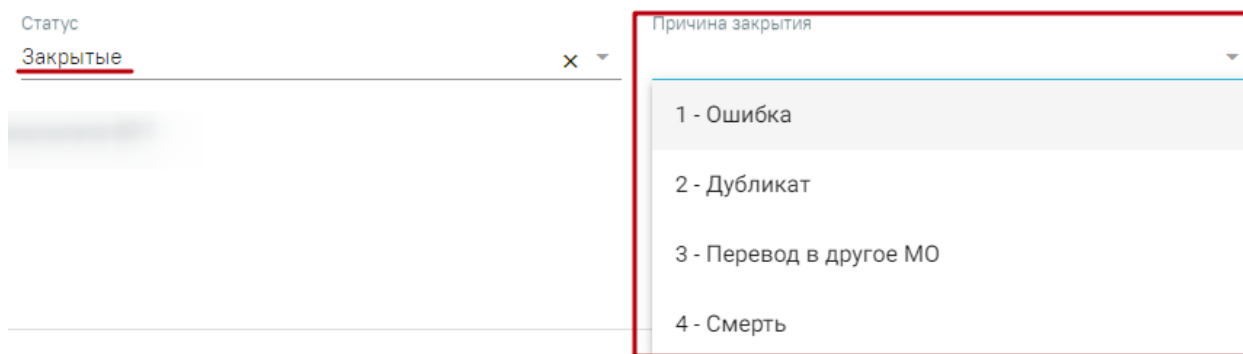 Статус
Закрытые
Причина закрытия
1 - Ошибка
2 - Дубликат
3 - Перевод в другое МО
4 - Смерть